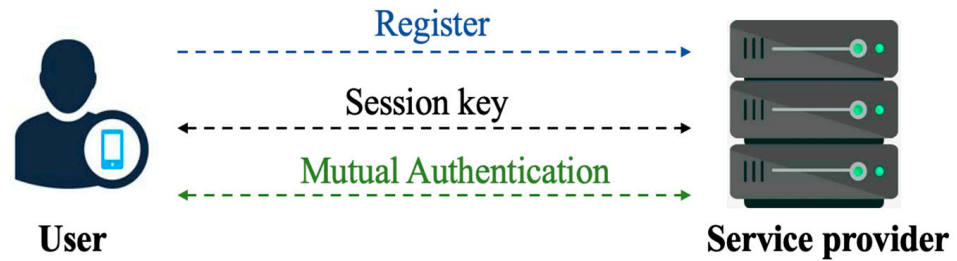 Register
Session key
Mutual Authentication
User
Service provider